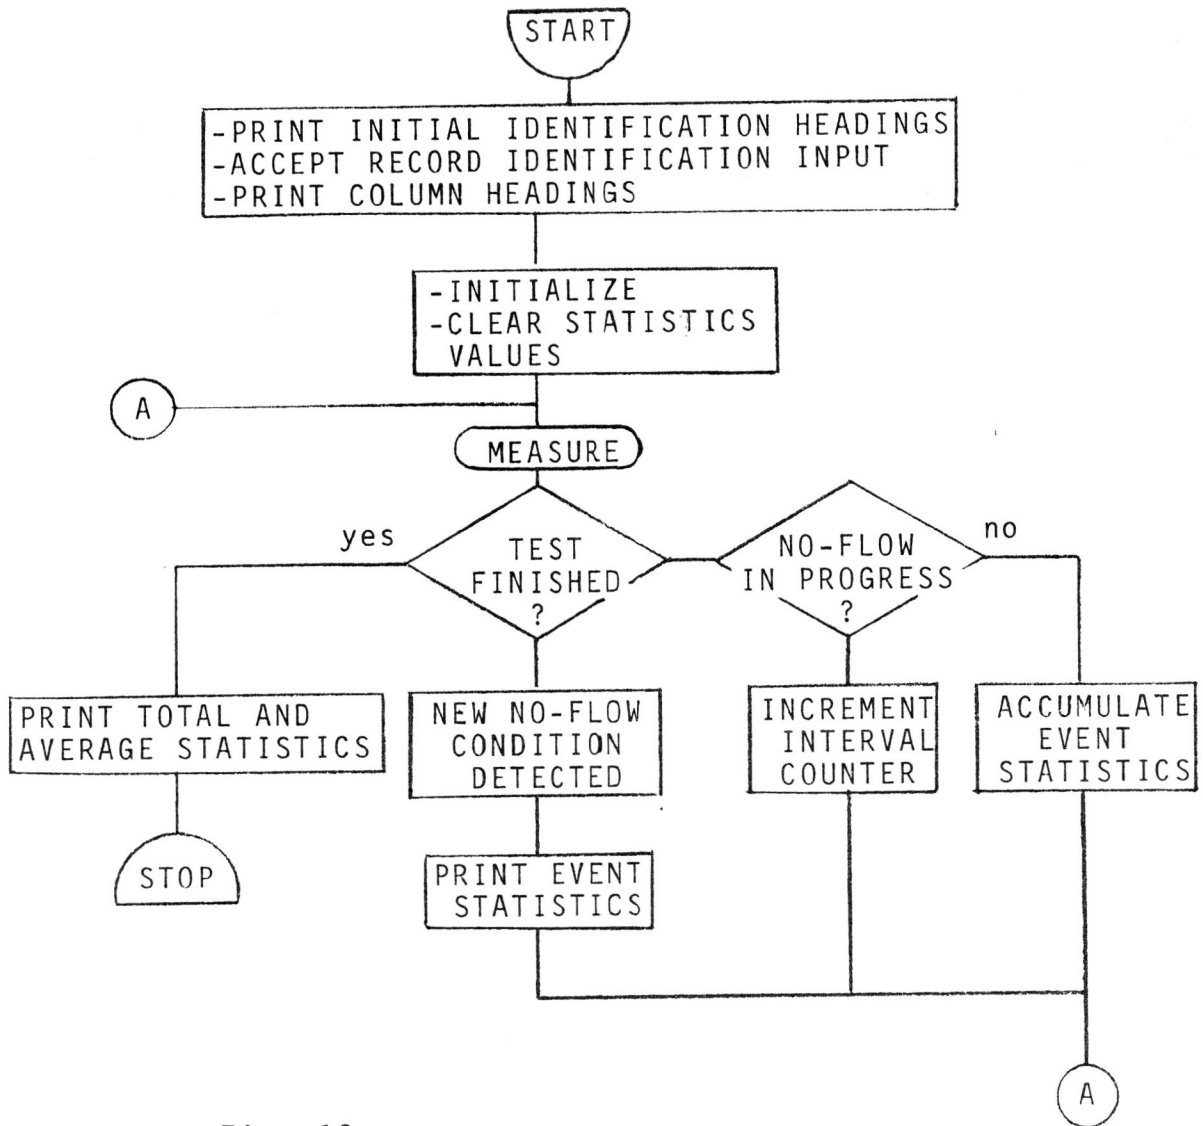 START
-PRINT INITIAL IDENTIFICATION HEADINGS
-ACCEPT RECORD IDENTIFICATION INPUT
-PRINT COLUMN HEADINGS
-INITIALIZE
-CLEAR STATISTICS
VALUES
A
MEASURE
yes
TEST
FINISHED
?
NO-FLOW
IN PROGRESS
?
no
PRINT TOTAL AND
AVERAGE STATISTICS
NEW NO-FLOW
CONDITION
DETECTED
INCREMENT
INTERVAL
COUNTER
ACCUMULATE
EVENT
STATISTICS
STOP
PRINT EVENT
STATISTICS
A